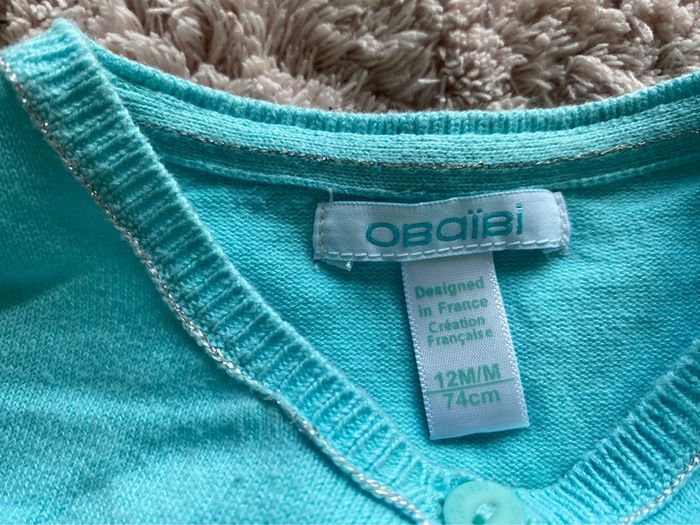 OBaïBi
Designed
in France
Création
Française
12M/M
74cm